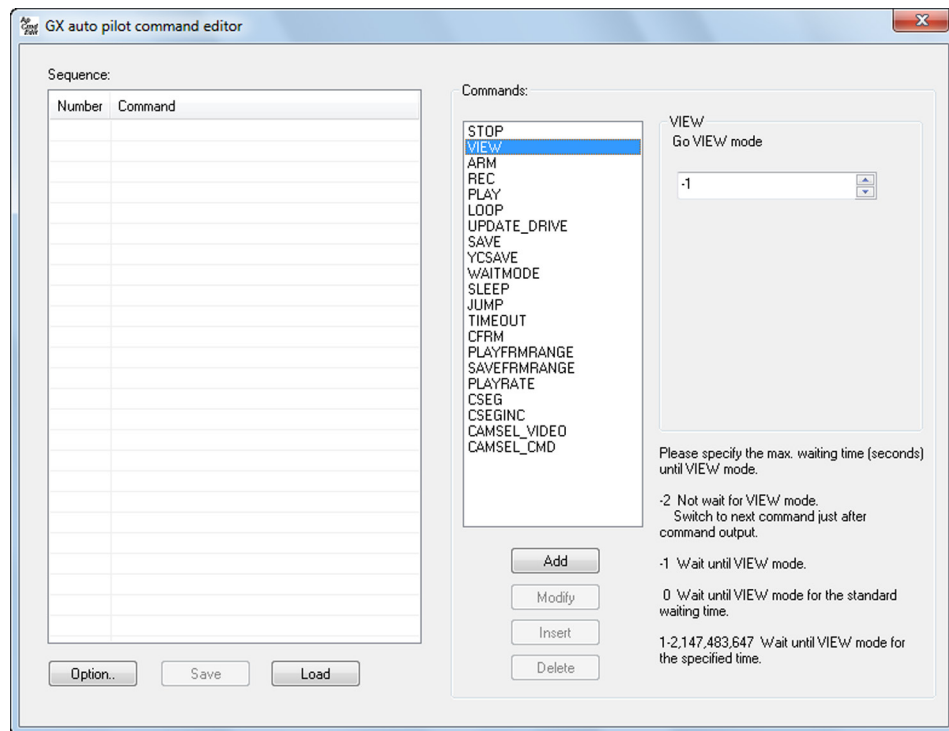 Ap Cmd Edit
GX auto pilot command editor
Sequence:
Number Command
Commands:
STOP
VIEW
ARM
REC
PLAY
LOOP
UPDATE_DRIVE
SAVE
YCSAVE
WAITMODE
SLEEP
JUMP
TIMEOUT
CFRM
PLAYFRMRANGE
SAVEFRMRANGE
PLAYRATE
CSEG
CSEGINC
CAMSEL_VIDEO
CAMSEL_CMD
Add
Modify
Insert
Delete
VIEW
Go VIEW mode
-1
Please specify the max. waiting time (seconds)
until VIEW mode.
-2 Not wait for VIEW mode.
Switch to next command just after
command output.
-1 Wait until VIEW mode.
0 Wait until VIEW mode for the standard
waiting time.
1-2,147,483,647 Wait until VIEW mode for
the specified time.
Option..
Save
Load